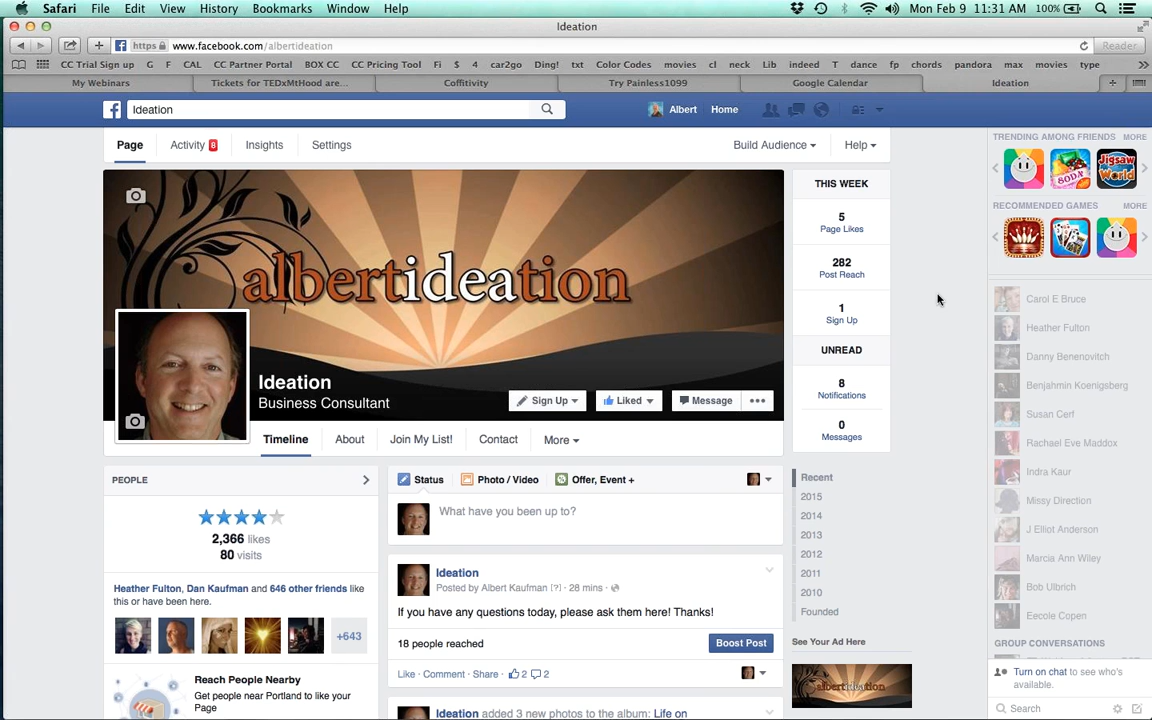 Safari File Edit View History Bookmarks Window Help Mon Feb 9 11:31 AM 100%
Ideation
https www.facebook.com/albertideation Reader
CC Trial Sign up G F CAL CC Partner Portal BOX CC CC Pricing Tool Fi $ 4 car2go Ding! txt Color Codes movies cl neck Lib indeed T dance fp chords pandora max movies type
My Webinars Tickets for TEDxMtHood are... Coffitivity Try Painless1099 Google Calendar Ideation
Ideation Albert Home
Page Activity 8 Insights Settings Build Audience Help
albertideation
Ideation
Business Consultant
Sign Up Liked Message
Timeline About Join My List! Contact More
THIS WEEK
5
Page Likes
282
Post Reach
1
Sign Up
UNREAD
8
Notifications
0
Messages
PEOPLE
2,366 likes
80 visits
Heather Fulton, Dan Kaufman and 646 other friends like
this or have been here.
+643
Reach People Nearby
Get people near Portland to like your
Page
Status Photo / Video Offer, Event +
What have you been up to?
Ideation
Posted by Albert Kaufman [?] · 28 mins ·
If you have any questions today, please ask them here! Thanks!
18 people reached Boost Post
Like · Comment · Share · 2 2
Ideation added 3 new photos to the album: Life on
Recent
2015
2014
2013
2012
2011
2010
Founded
See Your Ad Here
albertideation
TRENDING AMONG FRIENDS MORE
SODA
Jigsaw
World
RECOMMENDED GAMES MORE
Carol E Bruce
Heather Fulton
Danny Benenovitch
Benjahmin Koenigsberg
Susan Cerf
Rachael Eve Maddox
Indra Kaur
Missy Direction
J Elliot Anderson
Marcia Ann Wiley
Bob Ulbrich
Eecole Copen
GROUP CONVERSATIONS
Turn on chat to see who's
available.
Search